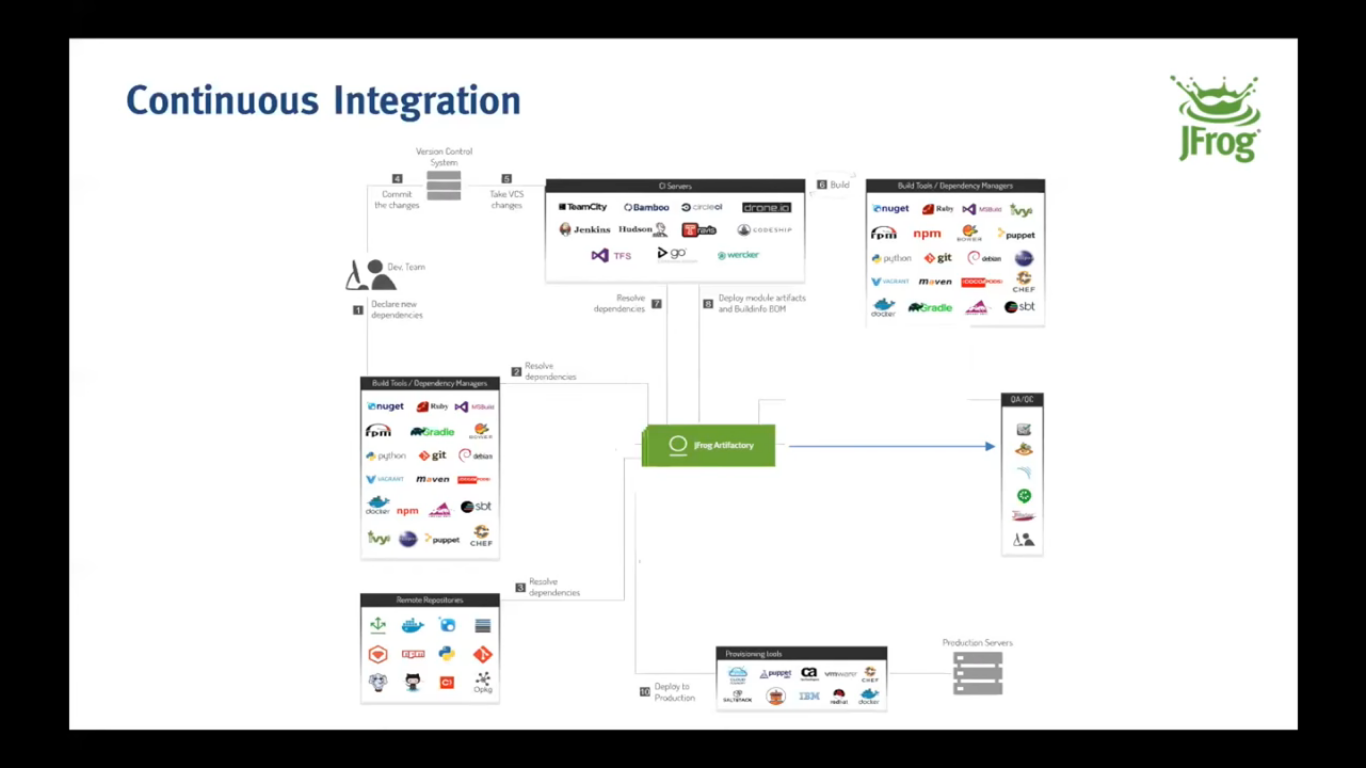 Continuous Integration
JFrog
Version Control
System
4
Commit
the changes
5
Take VCS
changes
CI Servers
TeamCity
Bamboo
circleci
drone.io
Jenkins
Hudson
Travis
CODESHIP
TFS
go
wercker
6 Build
Build Tools / Dependency Managers
nuget
Ruby
MSBuild
ivy
rpm
npm
BOWER
puppet
python
git
debian
VAGRANT
maven
CHEF
docker
Gradle
sbt
Dev. Team
1 Declare new
dependencies
Resolve
dependencies
7
8 Deploy module artifacts
and Buildinfo BOM
2 Resolve
dependencies
Build Tools / Dependency Managers
nuget
Ruby
MSBuild
rpm
Gradle
BOWER
python
git
debian
VAGRANT
maven
docker
npm
sbt
ivy
puppet
CHEF
JFrog Artifactory
QA/QC
3 Resolve
dependencies
Remote Repositories
npm
Opkg
10 Deploy to
Production
Provisioning tools
puppet
ca
vmware
CHEF
SALTSTACK
IBM
redhat
docker
Production Servers